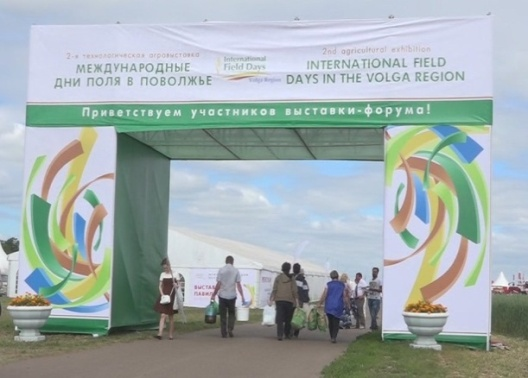 2-я технологическая агровыставка
МЕЖДУНАРОДНЫЕ
ДНИ ПОЛЯ В ПОВОЛЖЬЕ
International
Field Days
Volga Region
2nd agricultural exhibition
INTERNATIONAL FIELD
DAYS IN THE VOLGA REGION
Приветствуем участников выставки-форума!